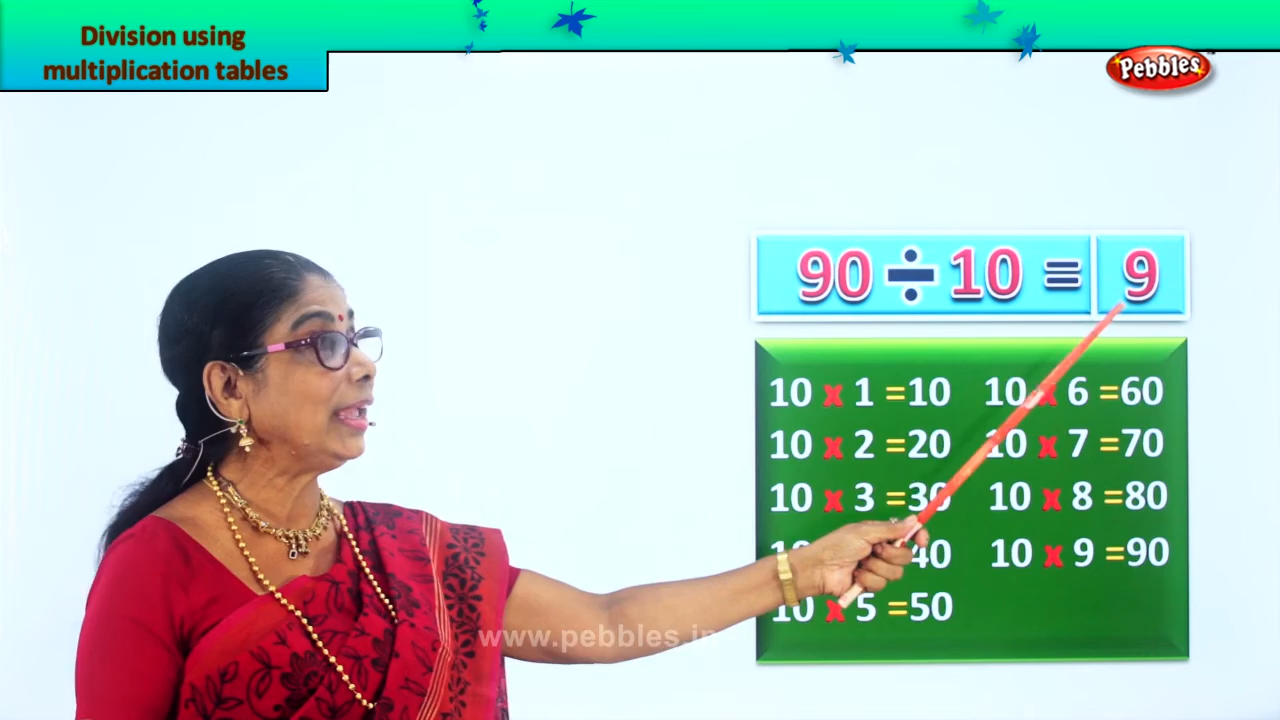 Division using
multiplication tables
Pebbles
90 ÷ 10 = 9
10 x 1 =10
10 x 2 =20
10 x 3 =30
40
10 x 5 =50
10 x 6 =60
10 x 7 =70
10 x 8 =80
10 x 9 =90
www.pebbles.in